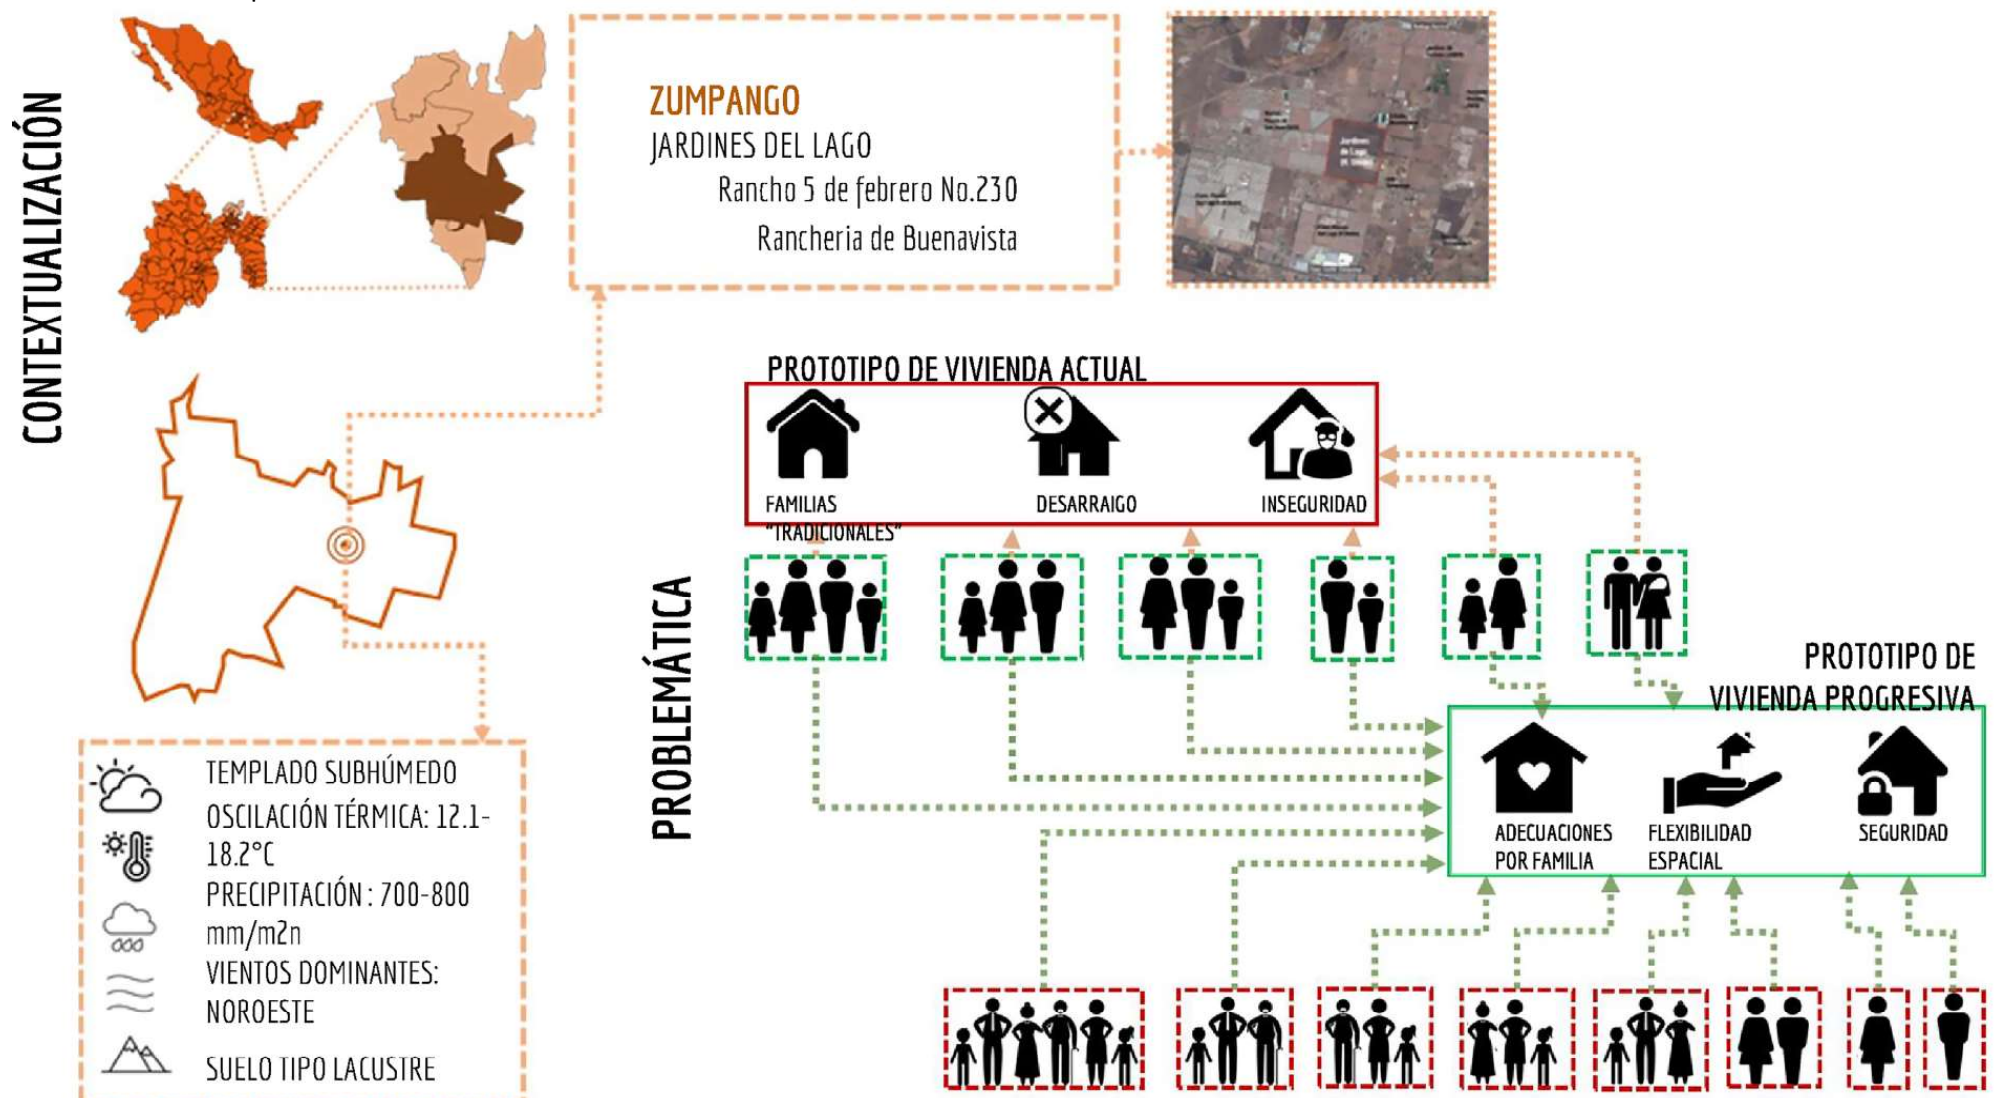 CONTEXTUALIZACIÓN
ZUMPANGO
JARDINES DEL LAGO
Rancho 5 de febrero No.230
Rancheria de Buenavista
Jardines
TEMPLADO SUBHÚMEDO
OSCILACIÓN TÉRMICA: 12.1-
18.2°C
PRECIPITACIÓN : 700-800
mm/m2n
VIENTOS DOMINANTES:
NOROESTE
SUELO TIPO LACUSTRE
PROBLEMÁTICA
PROTOTIPO DE VIVIENDA ACTUAL
FAMILIAS
"TRADICIONALES"
DESARRAIGO
INSEGURIDAD
PROTOTIPO DE
VIVIENDA PROGRESIVA
ADECUACIONES
POR FAMILIA
FLEXIBILIDAD
ESPACIAL
SEGURIDAD